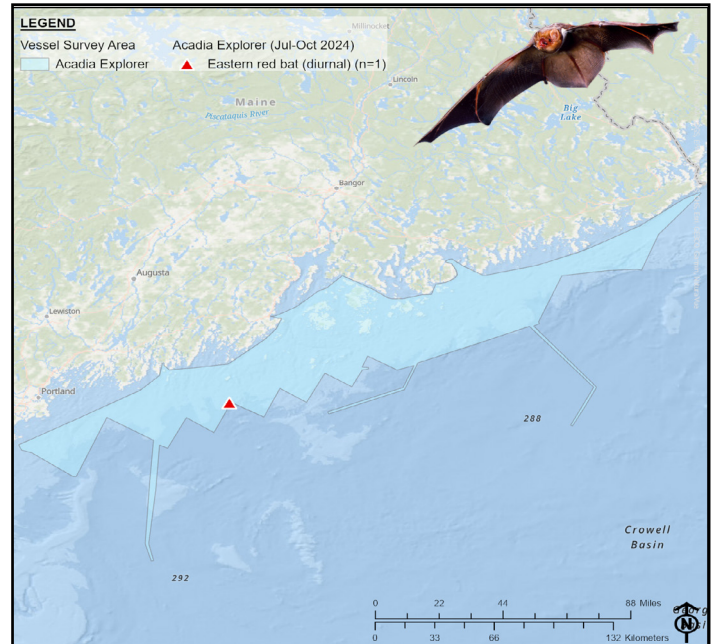 LEGEND
Vessel Survey Area
Acadia Explorer (Jul-Oct 2024)
Acadia Explorer
Eastern red bat (diurnal) (n=1)
Millinocket
Lincoln
Maine
Piscataquis River
Big
Lake
Bangor
Augusta
Lewiston
Portland
288
Crowell
Basin
292
0 22 44 88 Miles
0 33 66 132 Kilometers
N